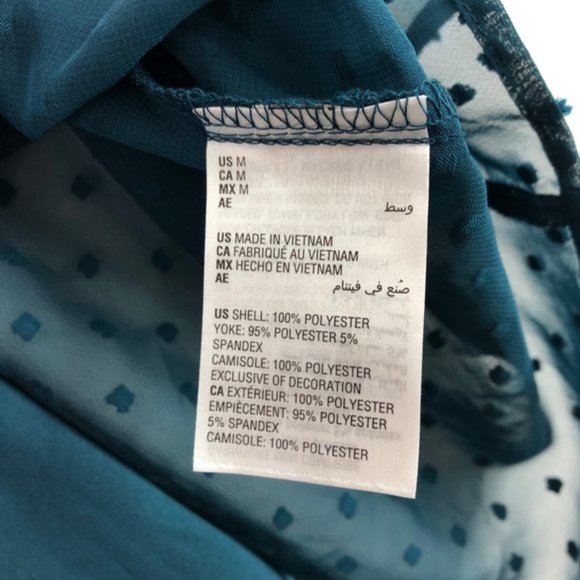 US M
CA M
MX M
AE وسط
US MADE IN VIETNAM
CA FABRIQUÉ AU VIETNAM
MX HECHO EN VIETNAM
AE صُنع في فيتنام
US SHELL: 100% POLYESTER
YOKE: 95% POLYESTER 5%
SPANDEX
CAMISOLE: 100% POLYESTER
EXCLUSIVE OF DECORATION
CA EXTÉRIEUR: 100% POLYESTER
EMPIÈCEMENT: 95% POLYESTER
5% SPANDEX
CAMISOLE: 100% POLYESTER